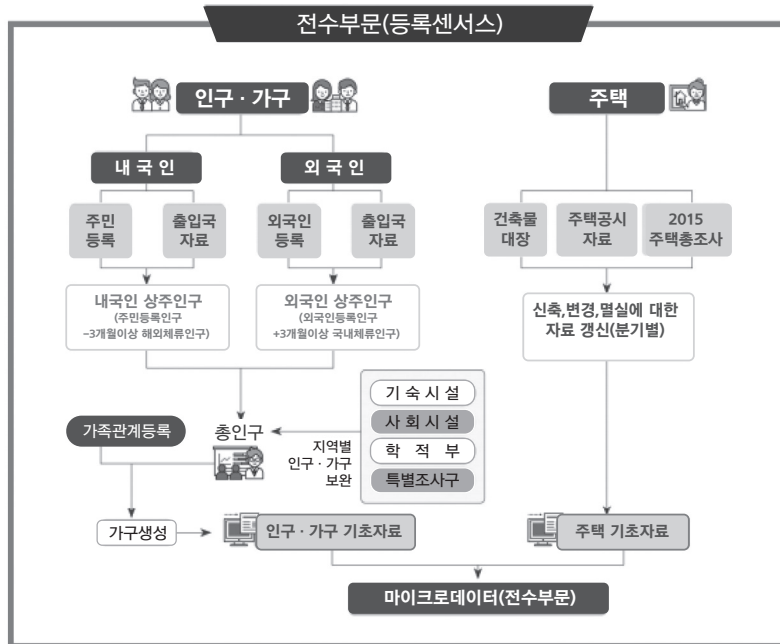 전수부문(등록센서스)
인구 · 가구
주택
내 국 인
외 국 인
주민
등록
출입국
자료
외국인
등록
출입국
자료
건축물
대장
주택공시
자료
2015
주택총조사
내국인 상주인구
(주민등록인구
−3개월이상 해외체류인구)
외국인 상주인구
(외국인등록인구
+3개월이상 국내체류인구)
신축,변경,멸실에 대한
자료 갱신(분기별)
기 숙 시 설
사 회 시 설
학 적 부
특별조사구
가족관계등록
총인구
지역별
인구 · 가구
보완
가구생성
인구 · 가구 기초자료
주택 기초자료
마이크로데이터(전수부문)